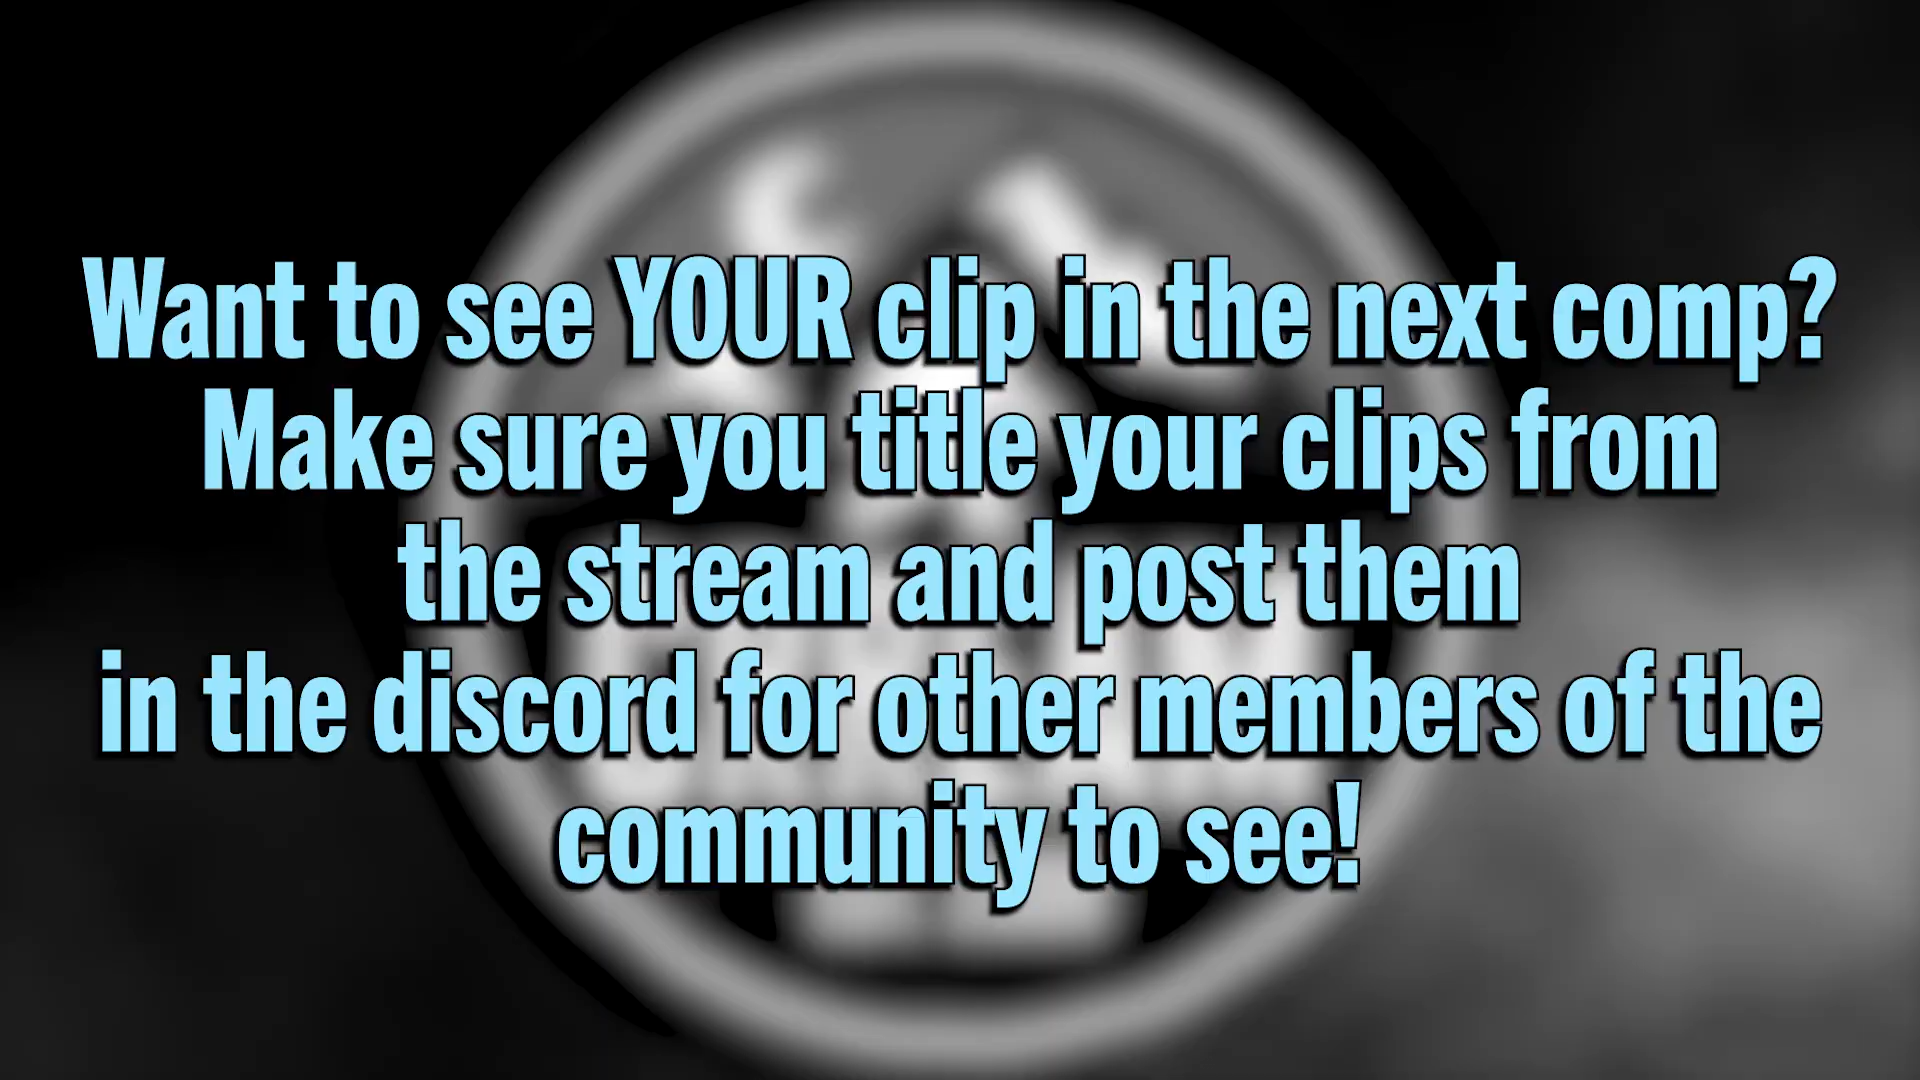 Want to see YOUR clip in the next comp?
Make sure you title your clips from
the stream and post them
in the discord for other members of the
community to see!